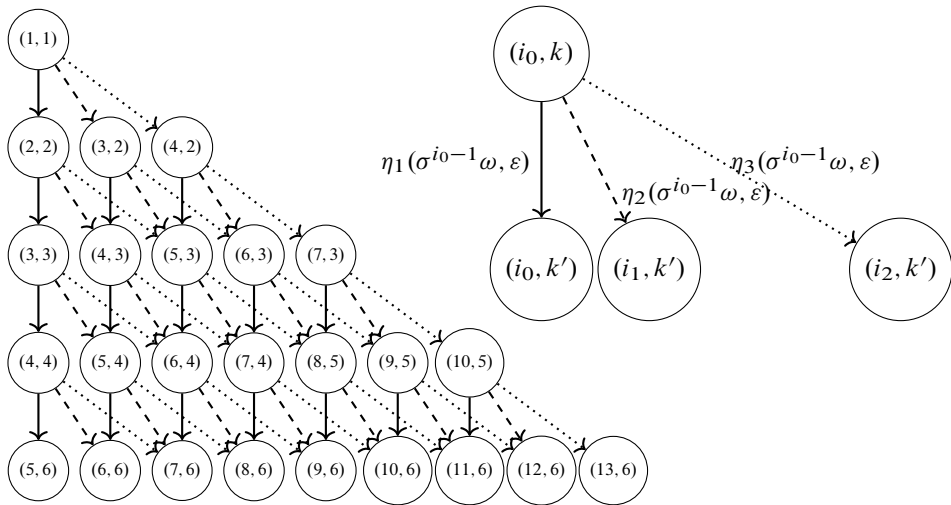 (1, 1)
(2, 2) (3, 2) (4, 2)
(3, 3) (4, 3) (5, 3) (6, 3) (7, 3)
(4, 4) (5, 4) (6, 4) (7, 4) (8, 5) (9, 5) (10, 5)
(5, 6) (6, 6) (7, 6) (8, 6) (9, 6) (10, 6) (11, 6) (12, 6) (13, 6)
(i₀, k)
η₁(σ^{i₀−1}ω, ε)
η₃(σ^{i₀−1}ω, ε)
η₂(σ^{i₀−1}ω, ε)
(i₀, k′) (i₁, k′) (i₂, k′)